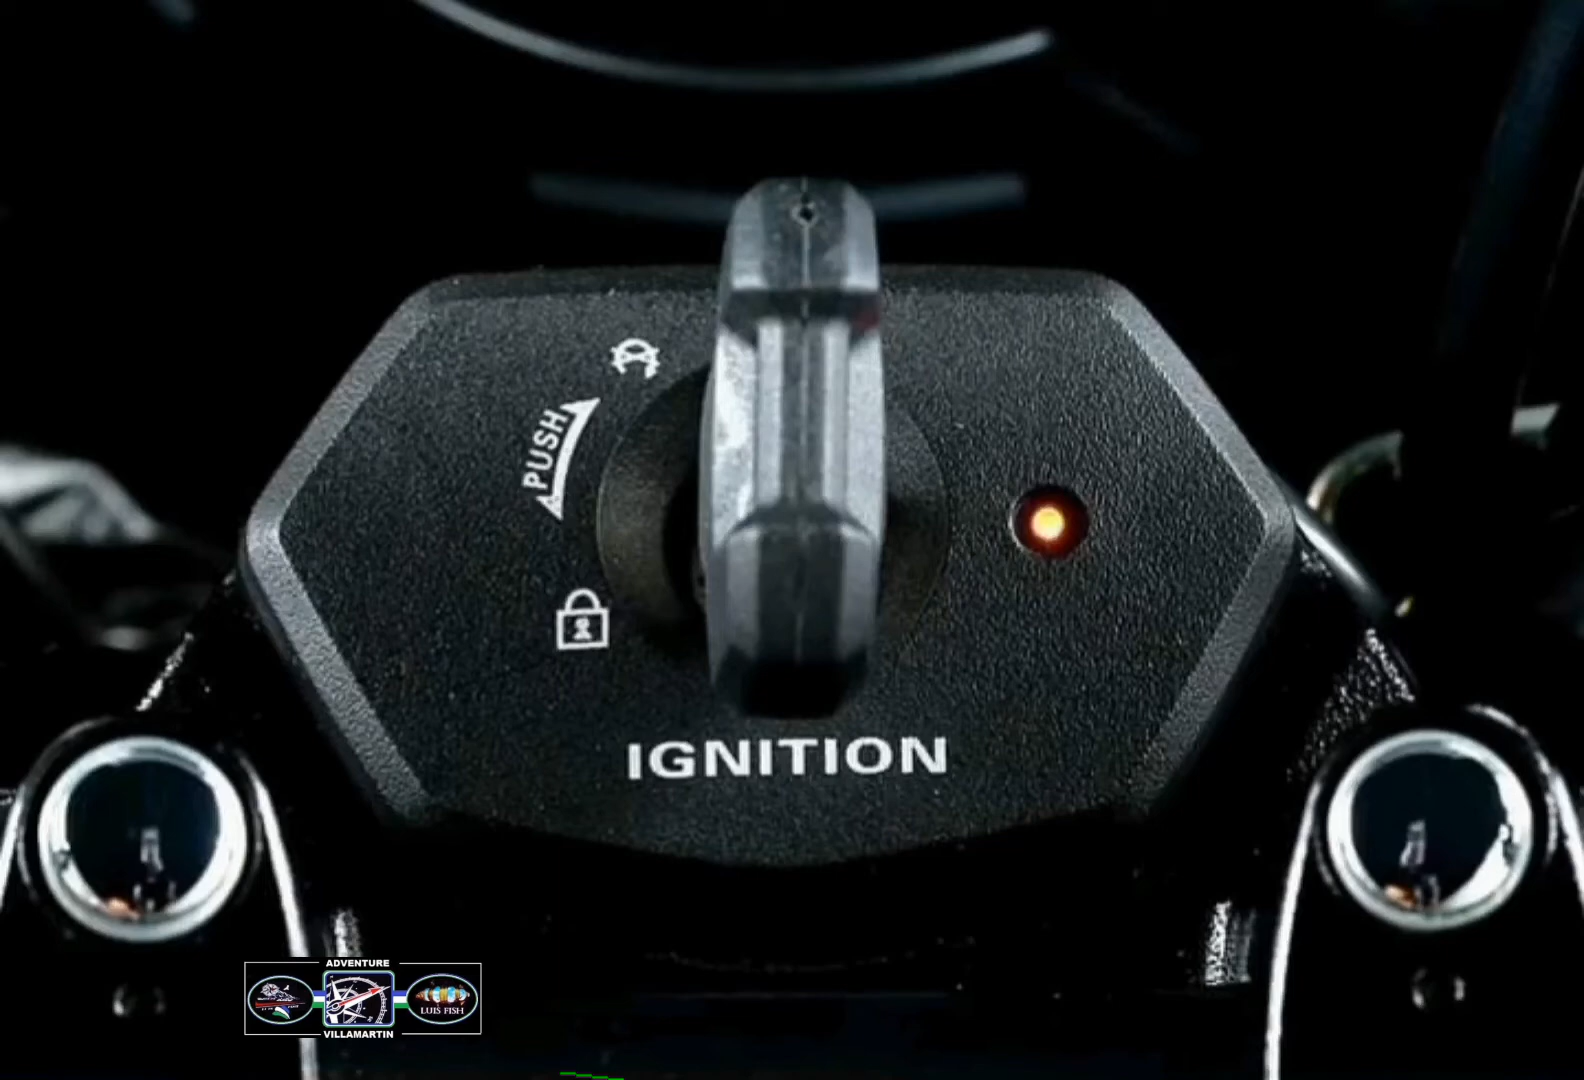 PUSH
IGNITION
ADVENTURE
LUIS FISH
VILLAMARTIN